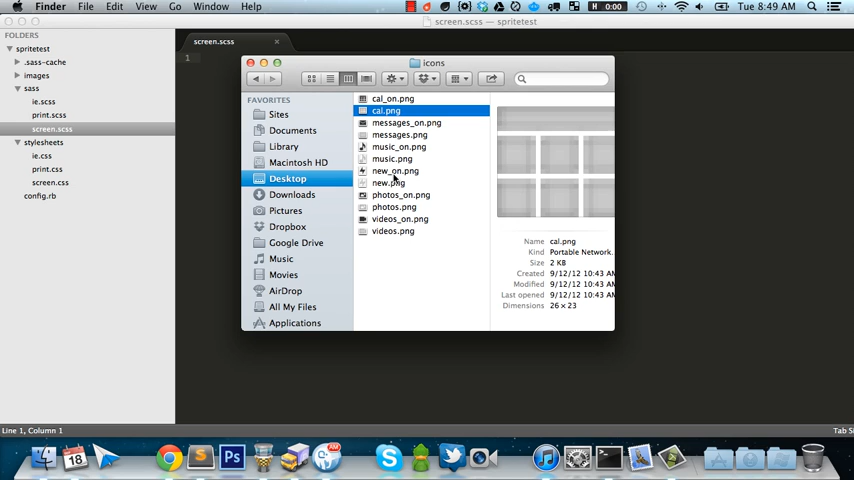 Finder File Edit View Go Window Help
H 0:00
Tue 8:49 AM
screen.scss — spritetest
FOLDERS
spritetest
.sass-cache
images
sass
ie.scss
print.scss
screen.scss
stylesheets
ie.css
print.css
screen.css
config.rb
screen.scss ×
1
icons
FAVORITES
Sites
Documents
Library
Macintosh HD
Desktop
Downloads
Pictures
Dropbox
Google Drive
Music
Movies
AirDrop
All My Files
Applications
cal_on.png
cal.png
messages_on.png
messages.png
music_on.png
music.png
new_on.png
new.png
photos_on.png
photos.png
videos_on.png
videos.png
Name cal.png
Kind Portable Network.
Size 2 KB
Created 9/12/12 10:43 AM
Modified 9/12/12 10:43 AM
Last opened 9/12/12 10:43 AM
Dimensions 26×23
Line 1, Column 1
Tab Si
18
Ps